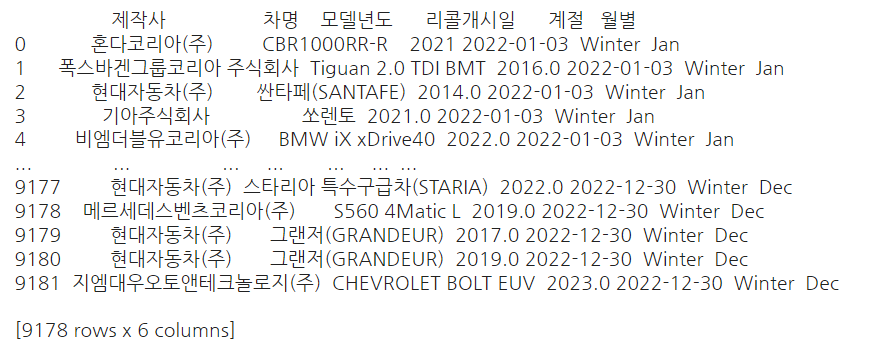 제작사 차명 모델년도 리콜개시일 계절 월별
0 혼다코리아(주) CBR1000RR-R 2021 2022-01-03 Winter Jan
1 폭스바겐그룹코리아 주식회사 Tiguan 2.0 TDI BMT 2016.0 2022-01-03 Winter Jan
2 현대자동차(주) 싼타페(SANTAFE) 2014.0 2022-01-03 Winter Jan
3 기아주식회사 쏘렌토 2021.0 2022-01-03 Winter Jan
4 비엠더블유코리아(주) BMW iX xDrive40 2022.0 2022-01-03 Winter Jan
... ... ... ... ... ... ...
9177 현대자동차(주) 스타리아 특수구급차(STARIA) 2022.0 2022-12-30 Winter Dec
9178 메르세데스벤츠코리아(주) S560 4Matic L 2019.0 2022-12-30 Winter Dec
9179 현대자동차(주) 그랜저(GRANDEUR) 2017.0 2022-12-30 Winter Dec
9180 현대자동차(주) 그랜저(GRANDEUR) 2019.0 2022-12-30 Winter Dec
9181 지엠대우오토앤테크놀로지(주) CHEVROLET BOLT EUV 2023.0 2022-12-30 Winter Dec
[9178 rows x 6 columns]